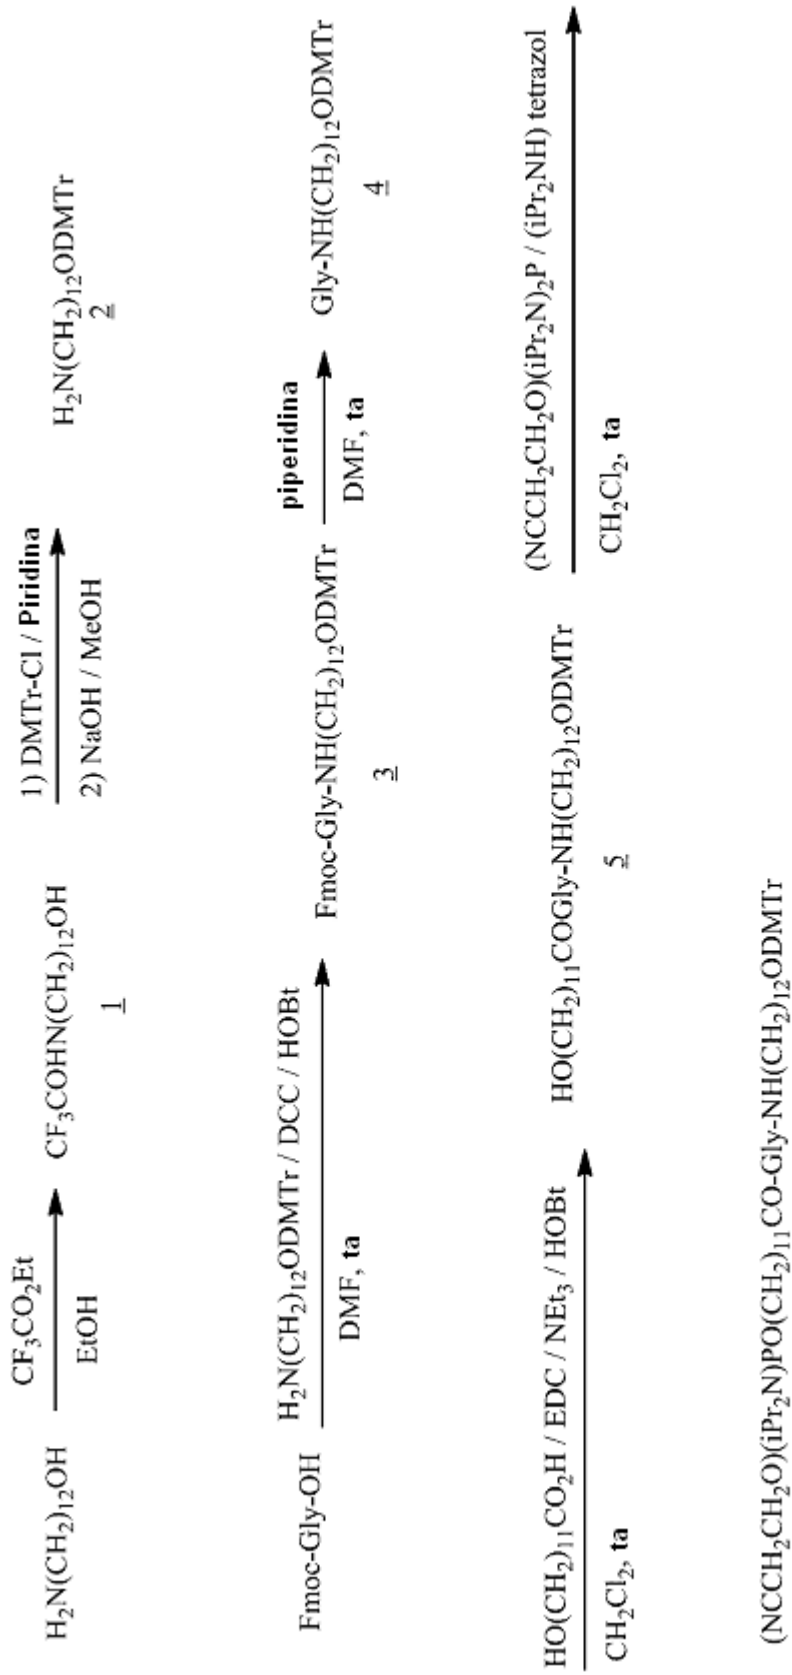 H₂N(CH₂)₁₂OH
CF₃CO₂Et
EtOH
CF₃COHN(CH₂)₁₂OH
1
1) DMTr-Cl / Piridina
2) NaOH / MeOH
H₂N(CH₂)₁₂ODMTr
2
Fmoc-Gly-OH
H₂N(CH₂)₁₂ODMTr / DCC / HOBt
DMF, ta
Fmoc-Gly-NH(CH₂)₁₂ODMTr
3
piperidina
DMF, ta
Gly-NH(CH₂)₁₂ODMTr
4
HO(CH₂)₁₁CO₂H / EDC / NEt₃ / HOBt
CH₂Cl₂, ta
HO(CH₂)₁₁COGly-NH(CH₂)₁₂ODMTr
5
(NCCH₂CH₂O)(iPr₂N)₂P / (iPr₂NH) tetrazol
CH₂Cl₂, ta
(NCCH₂CH₂O)(iPr₂N)PO(CH₂)₁₁CO-Gly-NH(CH₂)₁₂ODMTr